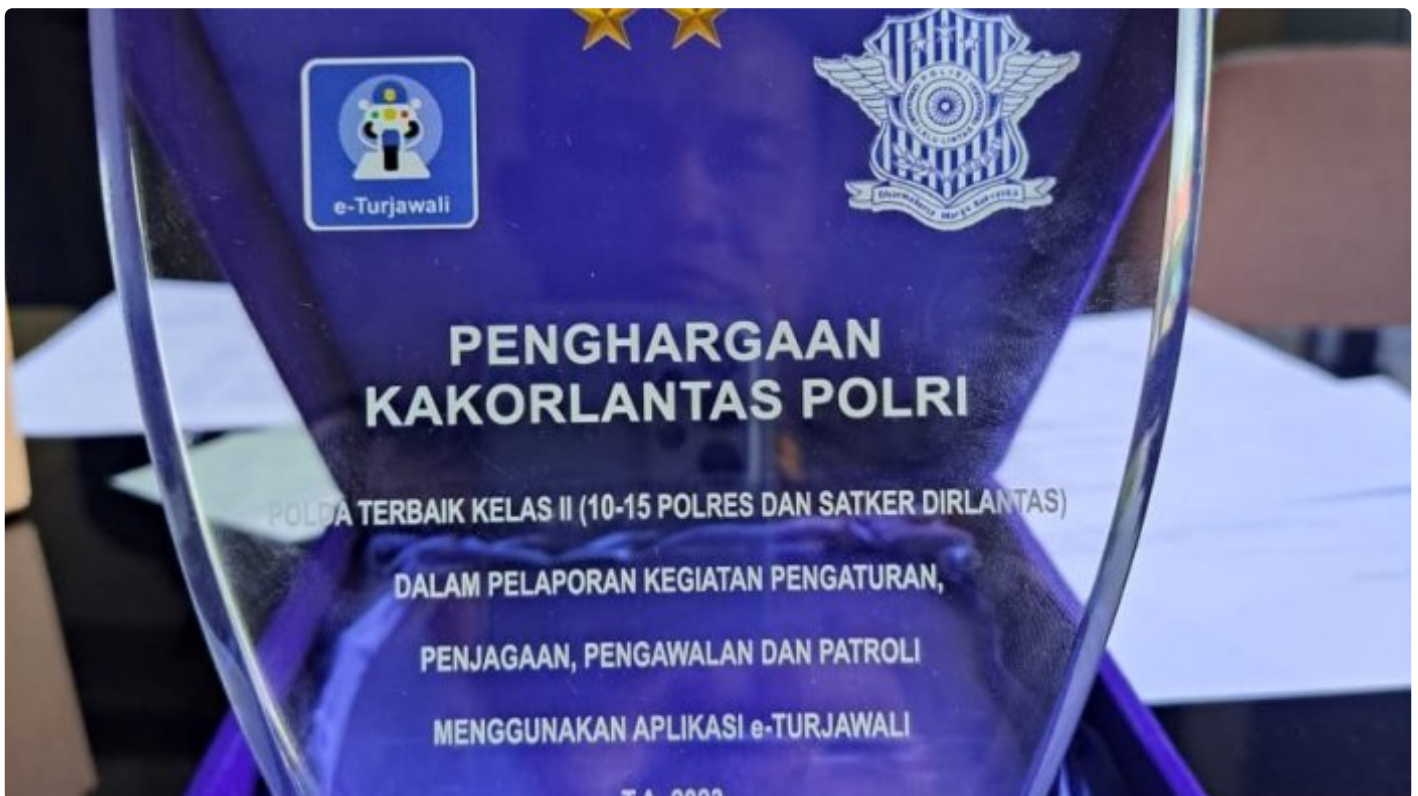 e-Turjawali
PENGHARGAAN
KAKORLANTAS POLRI
POLDA TERBAIK KELAS II (10-15 POLRES DAN SATKER DIRLANTAS)
DALAM PELAPORAN KEGIATAN PENGATURAN,
PENJAGAAN, PENGAWALAN DAN PATROLI
MENGGUNAKAN APLIKASI e-TURJAWALI